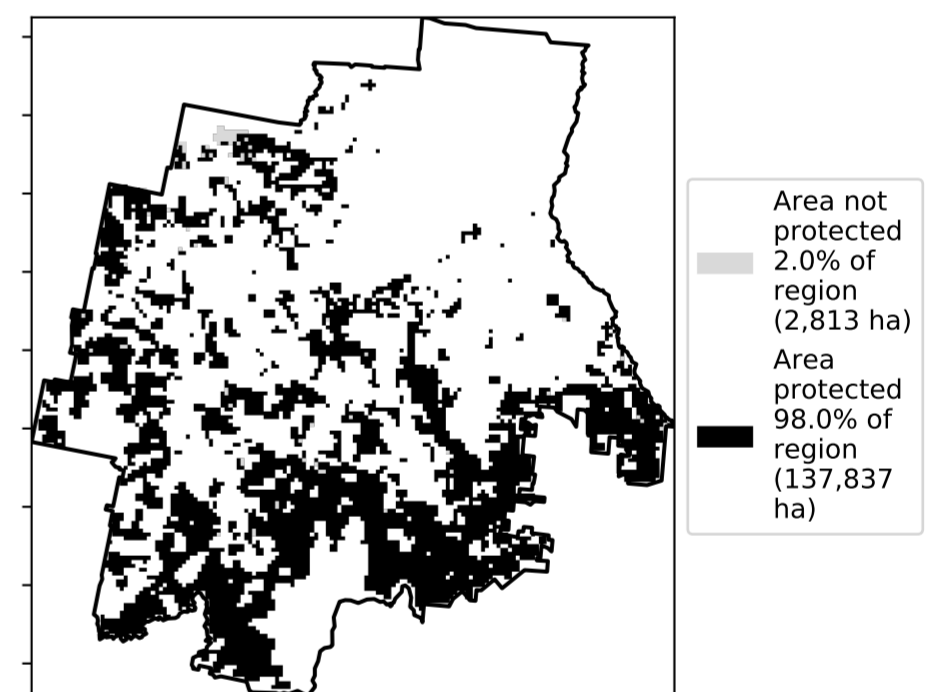 Area not
protected
2.0% of
region
(2,813 ha)
Area
protected
98.0% of
region
(137,837
ha)